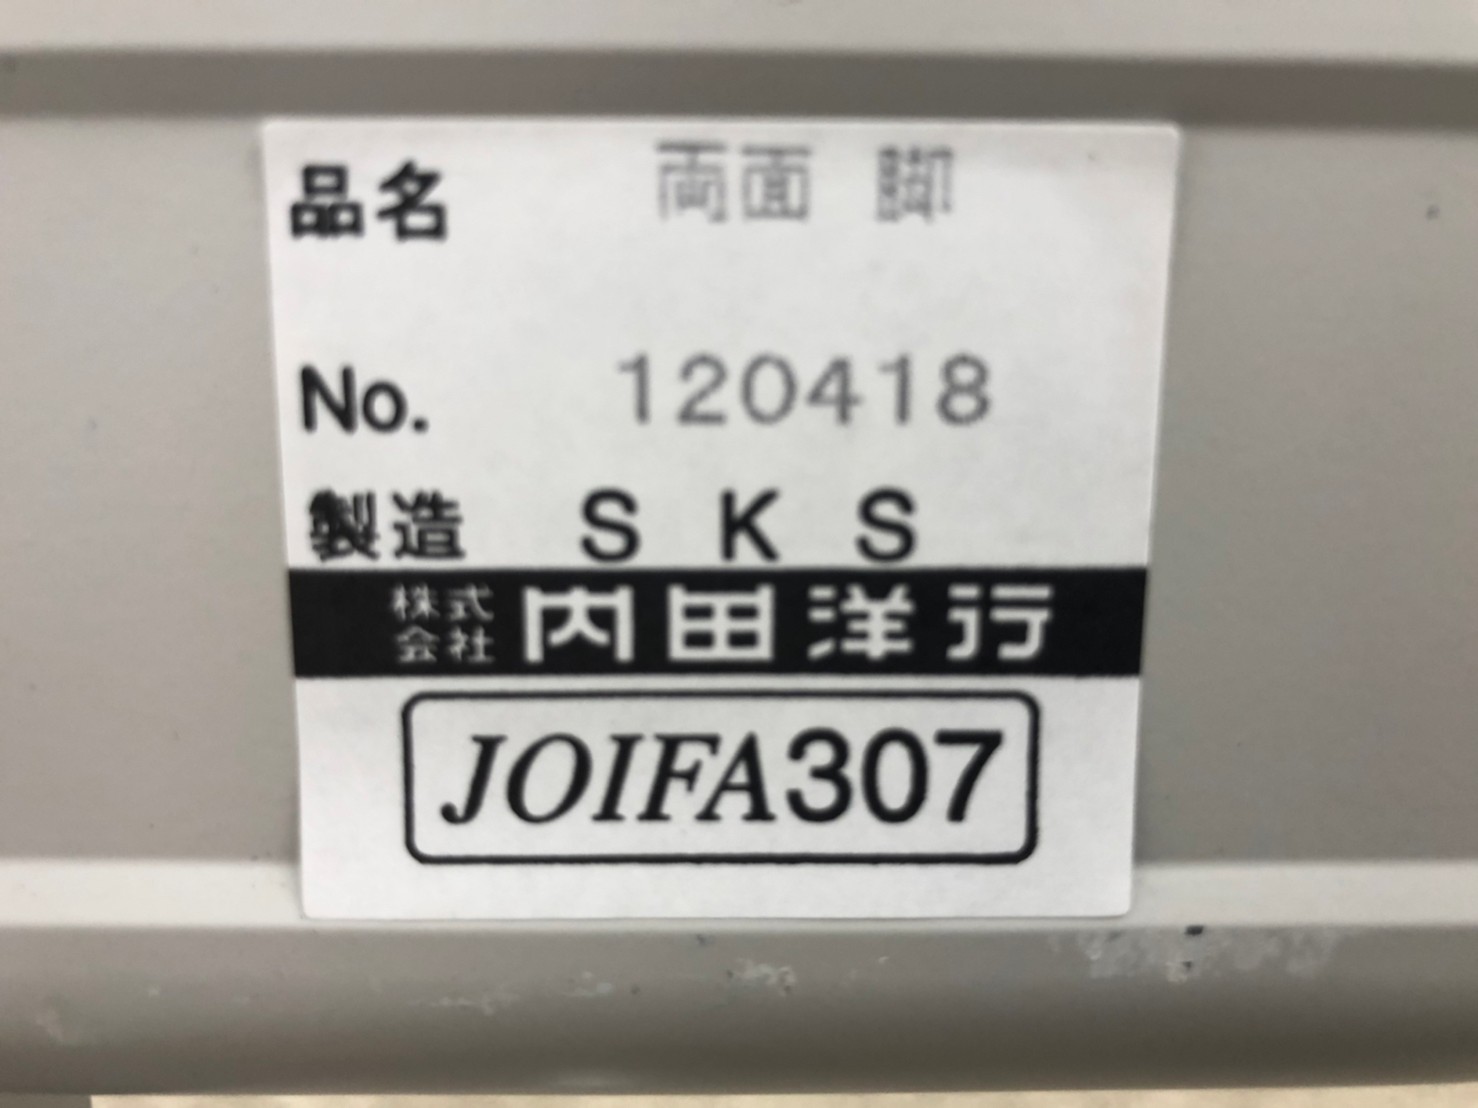 品名 両面 脚
No. 120418
製造 S K S
株式会社 内田洋行
JOIFA307